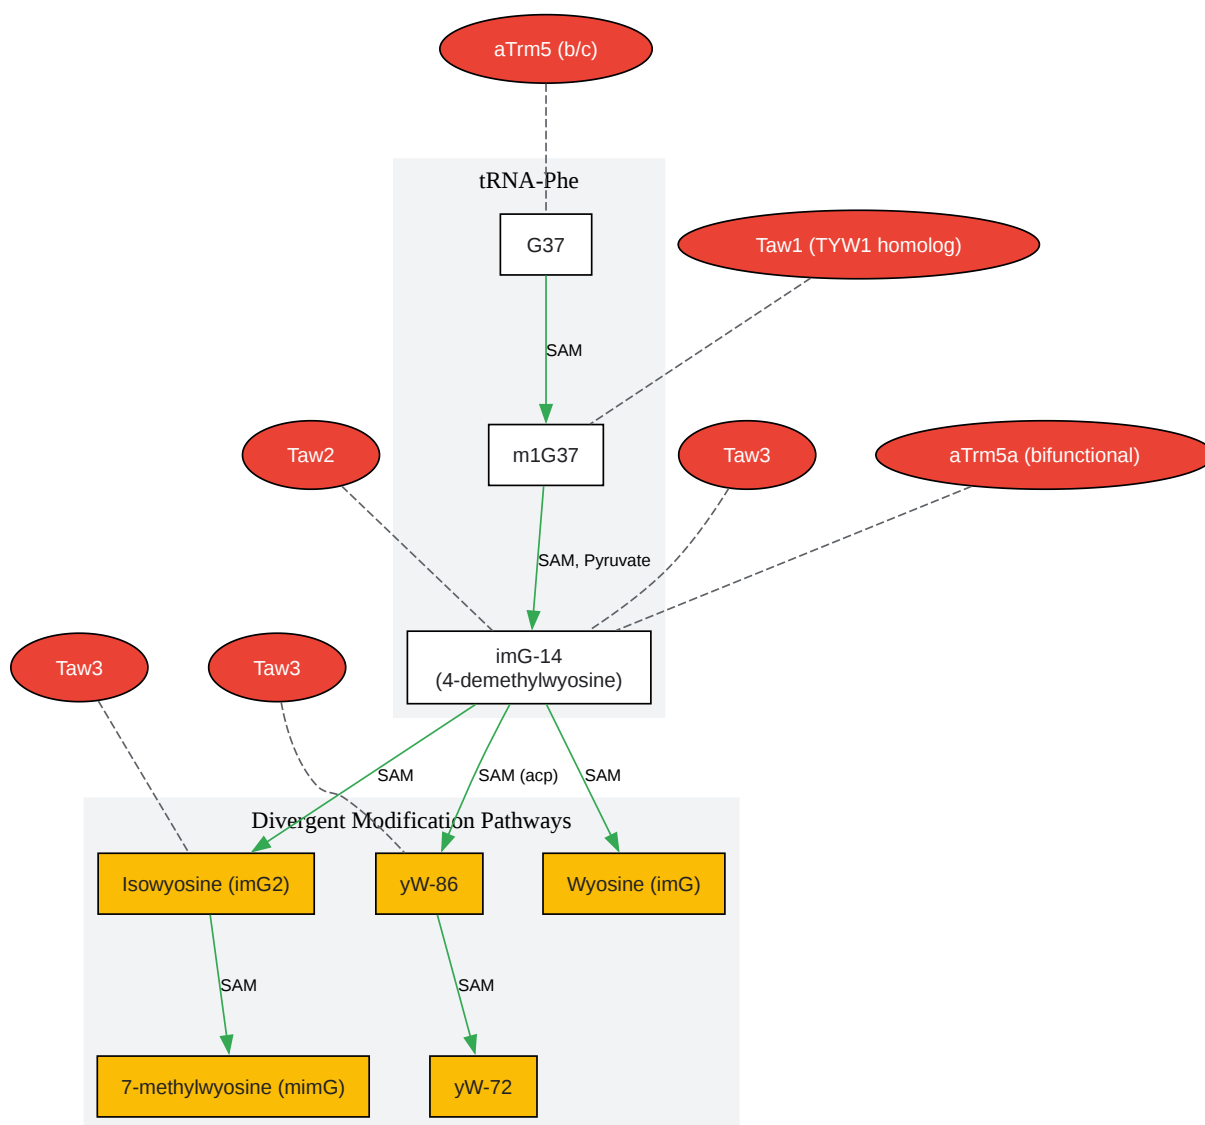 aTrm5 (b/c)
tRNA-Phe
G37
Taw1 (TYW1 homolog)
SAM
Taw2
m1G37
Taw3
aTrm5a (bifunctional)
SAM, Pyruvate
Taw3
Taw3
imG-14
(4-demethylwyosine)
SAM
SAM (acp)
SAM
Divergent Modification Pathways
Isowyosine (imG2)
yW-86
Wyosine (imG)
SAM
SAM
7-methylwyosine (mimG)
yW-72